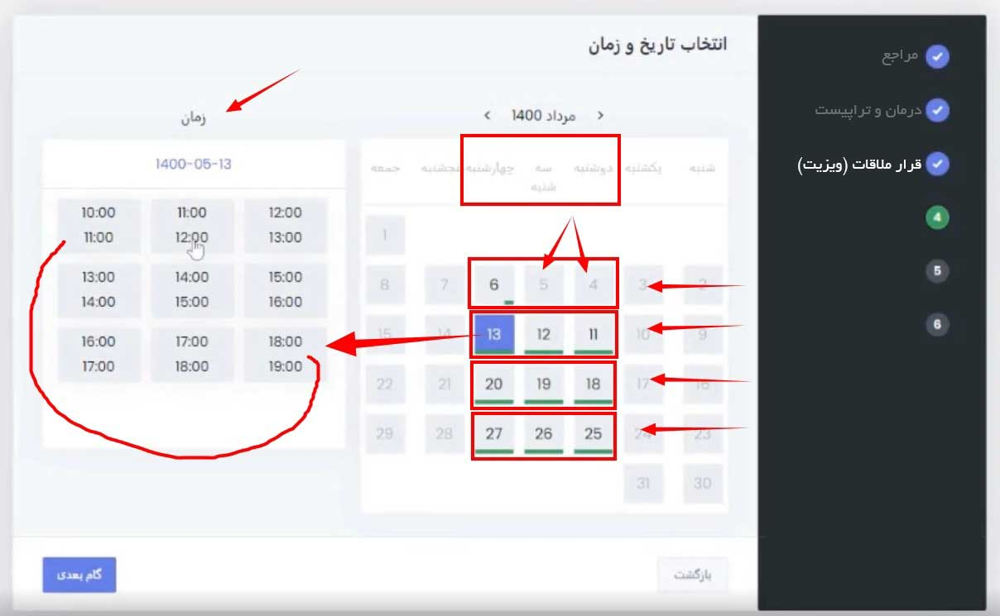 مراجع
درمان و تراپیست
قرار ملاقات (ویزیت)
4
5
6
انتخاب تاریخ و زمان
مرداد 1400
شنبه یکشنبه دوشنبه سه شنبه چهارشنبه پنجشنبه جمعه
1
2 3 4 5 6 7 8
9 10 11 12 13 14 15
16 17 18 19 20 21 22
23 24 25 26 27 28 29
30 31
زمان
1400-05-13
10:00 11:00 12:00
11:00 12:00 13:00
13:00 14:00 15:00
14:00 15:00 16:00
16:00 17:00 18:00
17:00 18:00 19:00
بازگشت
گام بعدی